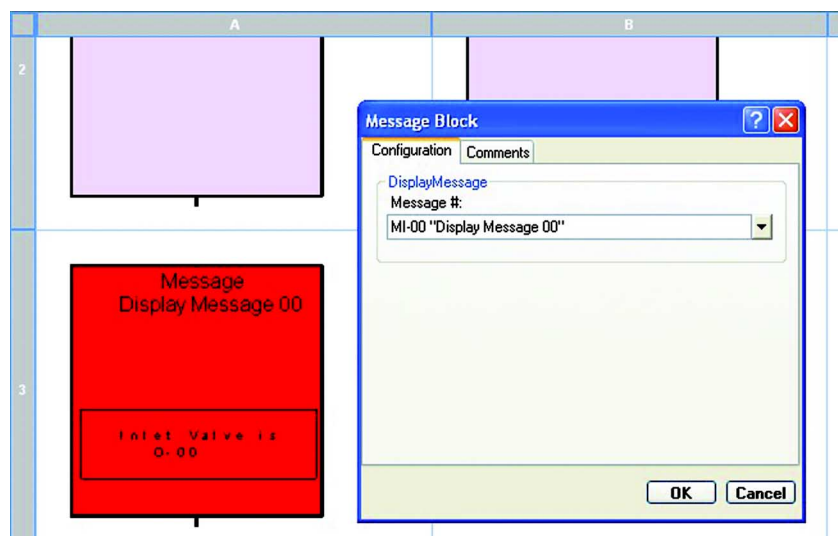 A B
2
Message Block
Configuration Comments
DisplayMessage
Message #:
MI-00 "Display Message 00"
3
Message
Display Message 00
Inlet Valve is
O-00
OK Cancel